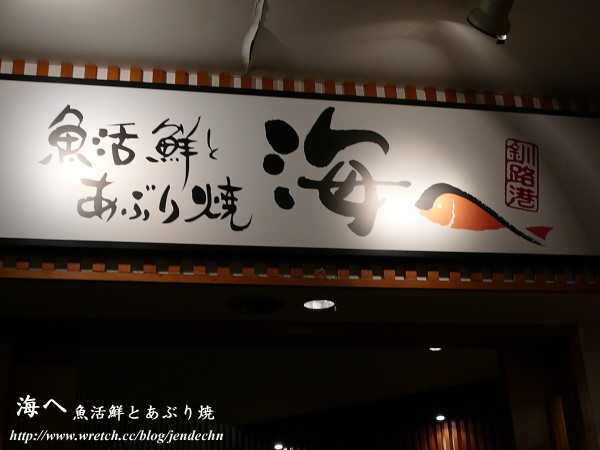 魚活鮮と
あぶり焼
海へ
釧路港
海へ魚活鮮とあぶり焼
http://www.wretch.cc/blog/jendechn